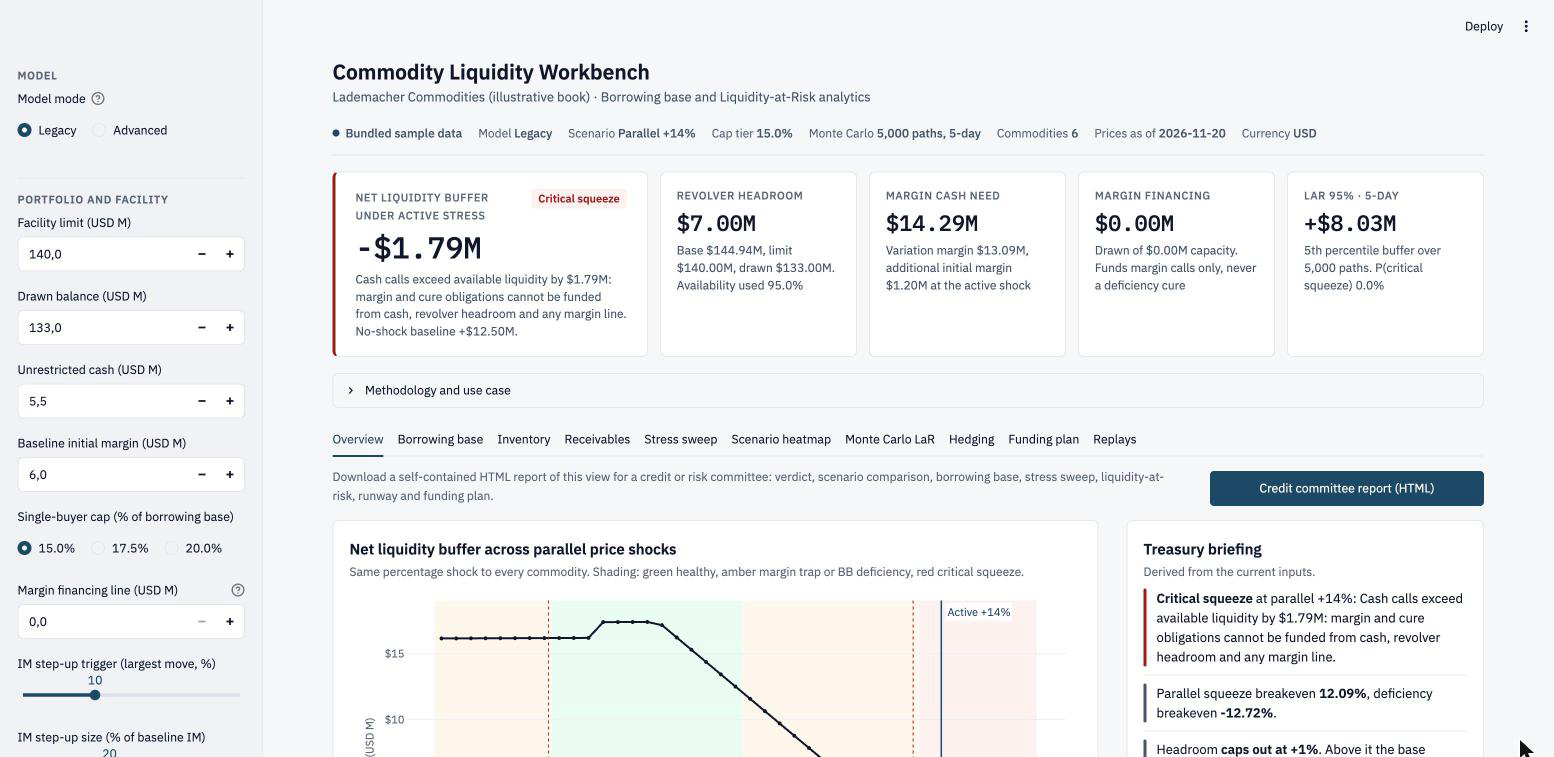 Deploy
MODEL
Model mode
Legacy
Advanced
PORTFOLIO AND FACILITY
Facility limit (USD M)
140,0
Drawn balance (USD M)
133,0
Unrestricted cash (USD M)
5,5
Baseline initial margin (USD M)
6,0
Single-buyer cap (% of borrowing base)
15.0%
17.5%
20.0%
Margin financing line (USD M)
0,0
IM step-up trigger (largest move, %)
10
IM step-up size (% of baseline IM)
20
Commodity Liquidity Workbench
Lademacher Commodities (illustrative book) · Borrowing base and Liquidity-at-Risk analytics
Bundled sample data Model Legacy Scenario Parallel +14% Cap tier 15.0% Monte Carlo 5,000 paths, 5-day Commodities 6 Prices as of 2026-11-20 Currency USD
NET LIQUIDITY BUFFER
UNDER ACTIVE STRESS
Critical squeeze
-$1.79M
Cash calls exceed available liquidity by $1.79M:
margin and cure obligations cannot be funded
from cash, revolver headroom and any margin line.
No-shock baseline +$12.50M.
REVOLVER HEADROOM
$7.00M
Base $144.94M, limit
$140.00M, drawn $133.00M.
Availability used 95.0%
MARGIN CASH NEED
$14.29M
Variation margin $13.09M,
additional initial margin
$1.20M at the active shock
MARGIN FINANCING
$0.00M
Drawn of $0.00M capacity.
Funds margin calls only, never
a deficiency cure
LAR 95% · 5-DAY
+$8.03M
5th percentile buffer over
5,000 paths. P(critical
squeeze) 0.0%
Methodology and use case
Overview Borrowing base Inventory Receivables Stress sweep Scenario heatmap Monte Carlo LaR Hedging Funding plan Replays
Download a self-contained HTML report of this view for a credit or risk committee: verdict, scenario comparison, borrowing base, stress sweep, liquidity-at-
risk, runway and funding plan.
Credit committee report (HTML)
Net liquidity buffer across parallel price shocks
Same percentage shock to every commodity. Shading: green healthy, amber margin trap or BB deficiency, red critical squeeze.
Active +14%
$15
$10
(USD M)
Treasury briefing
Derived from the current inputs.
Critical squeeze at parallel +14%: Cash calls exceed
available liquidity by $1.79M: margin and cure
obligations cannot be funded from cash, revolver
headroom and any margin line.
Parallel squeeze breakeven 12.09%, deficiency
breakeven -12.72%.
Headroom caps out at +1%. Above it the base